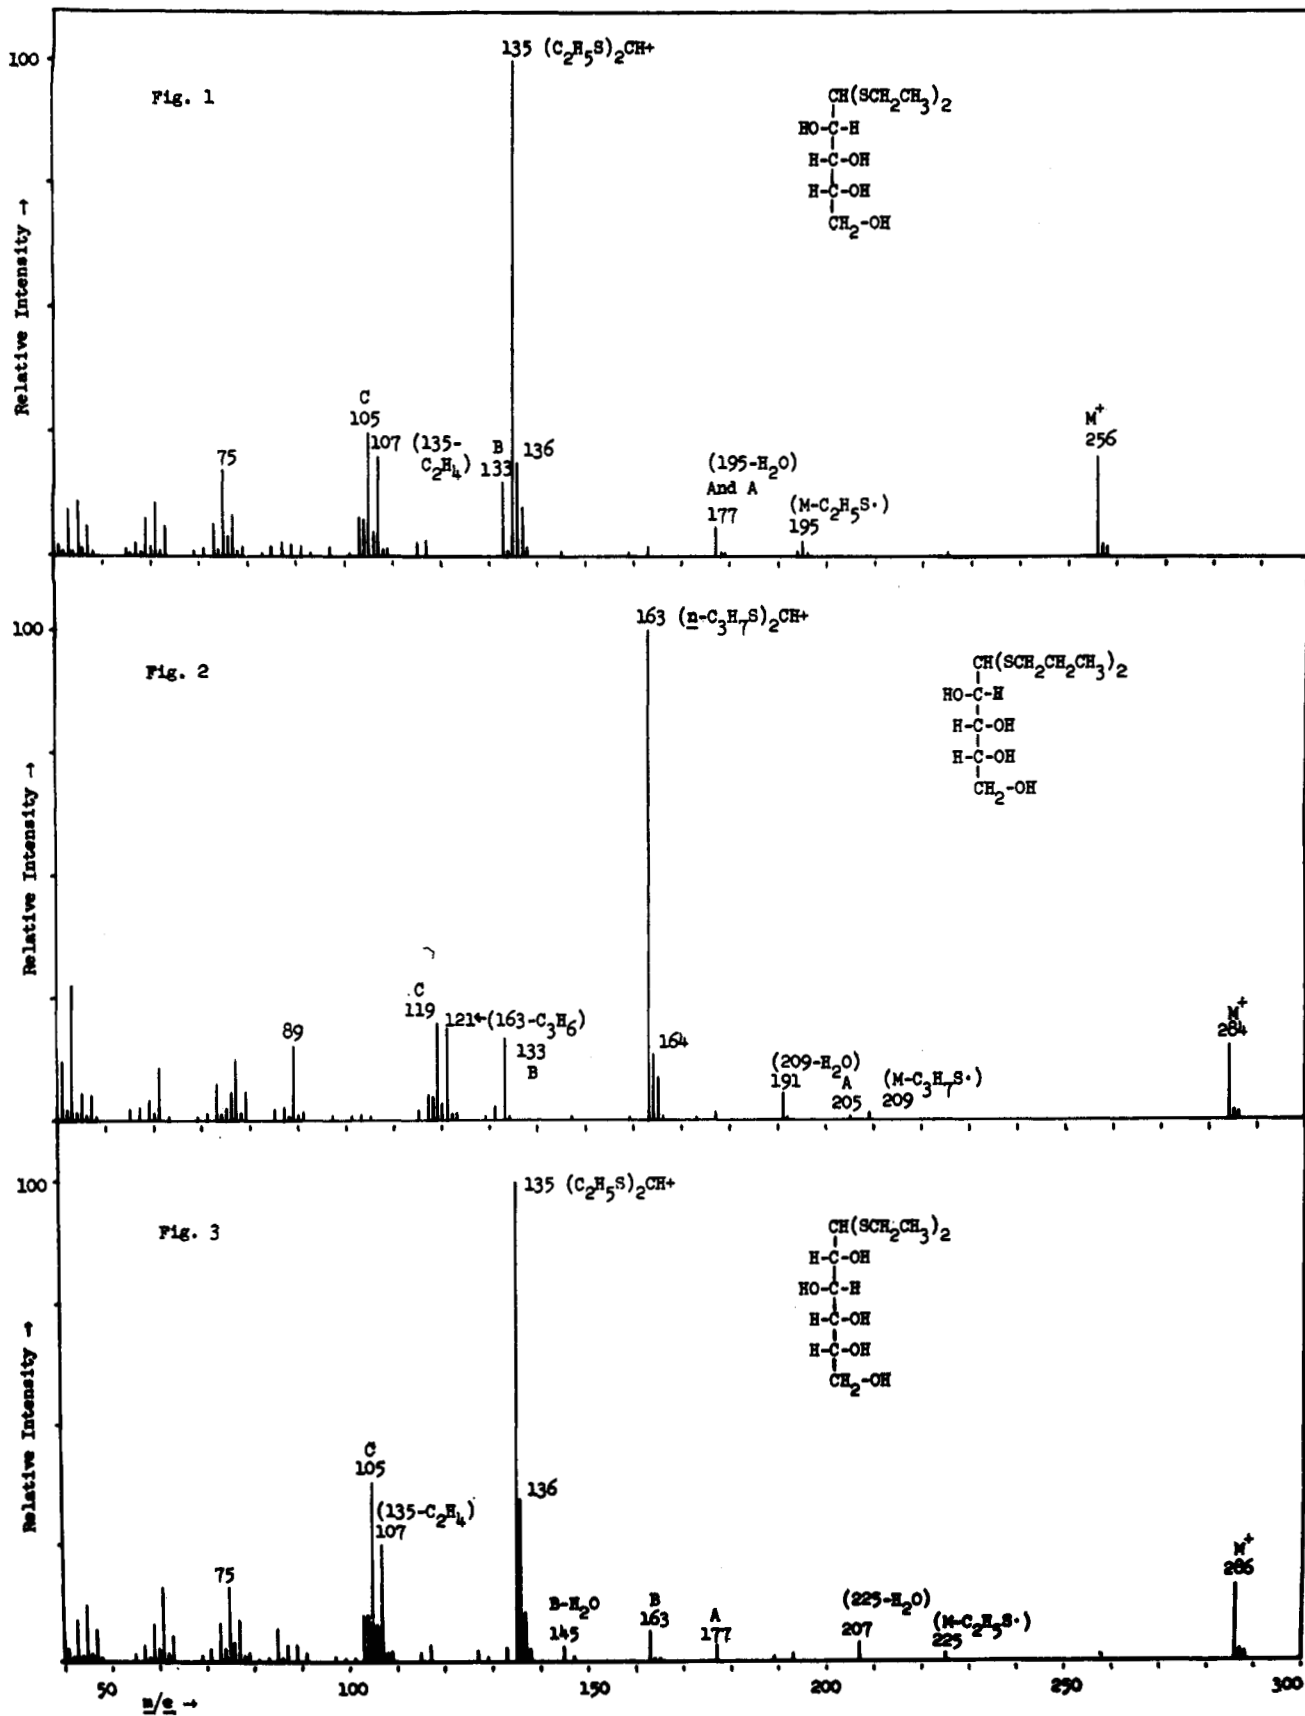 Fig. 1
100
Relative Intensity →
135 (C₂H₅S)₂CH+
CH(SCH₂CH₃)₂
HO-C-H
H-C-OH
H-C-OH
CH₂-OH
C
105
107 (135-
C₂H₄)
B
133
136
75
(195-H₂O)
And A
177
(M-C₂H₅S·)
195
M⁺
256
Fig. 2
100
Relative Intensity →
163 (n-C₃H₇S)₂CH+
CH(SCH₂CH₂CH₃)₂
HO-C-H
H-C-OH
H-C-OH
CH₂-OH
C
119
121←(163-C₃H₆)
133
B
164
89
(209-H₂O)
191
A
205
(M-C₃H₇S·)
209
M⁺
284
Fig. 3
100
Relative Intensity →
135 (C₂H₅S)₂CH+
CH(SCH₂CH₃)₂
H-C-OH
HO-C-H
H-C-OH
H-C-OH
CH₂-OH
C
105
(135-C₂H₄)
107
136
75
B-H₂O
145
B
163
A
177
(225-H₂O)
207
(M-C₂H₅S·)
225
M⁺
286
50
100
150
200
250
300
m/e →